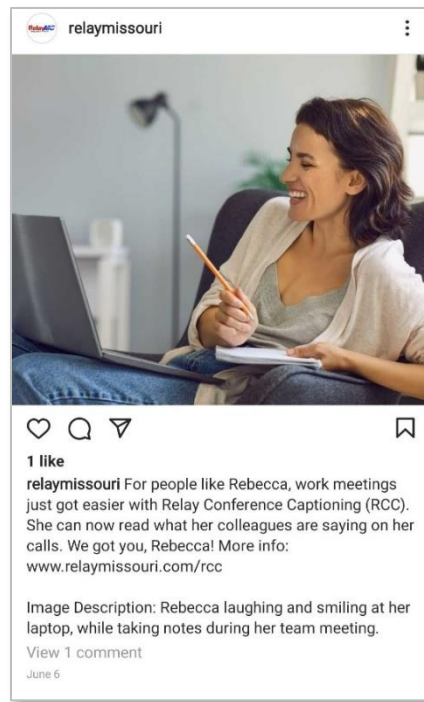 relaymissouri
1 like
relaymissouri For people like Rebecca, work meetings
just got easier with Relay Conference Captioning (RCC).
She can now read what her colleagues are saying on her
calls. We got you, Rebecca! More info:
www.relaymissouri.com/rcc
Image Description: Rebecca laughing and smiling at her
laptop, while taking notes during her team meeting.
View 1 comment
June 6